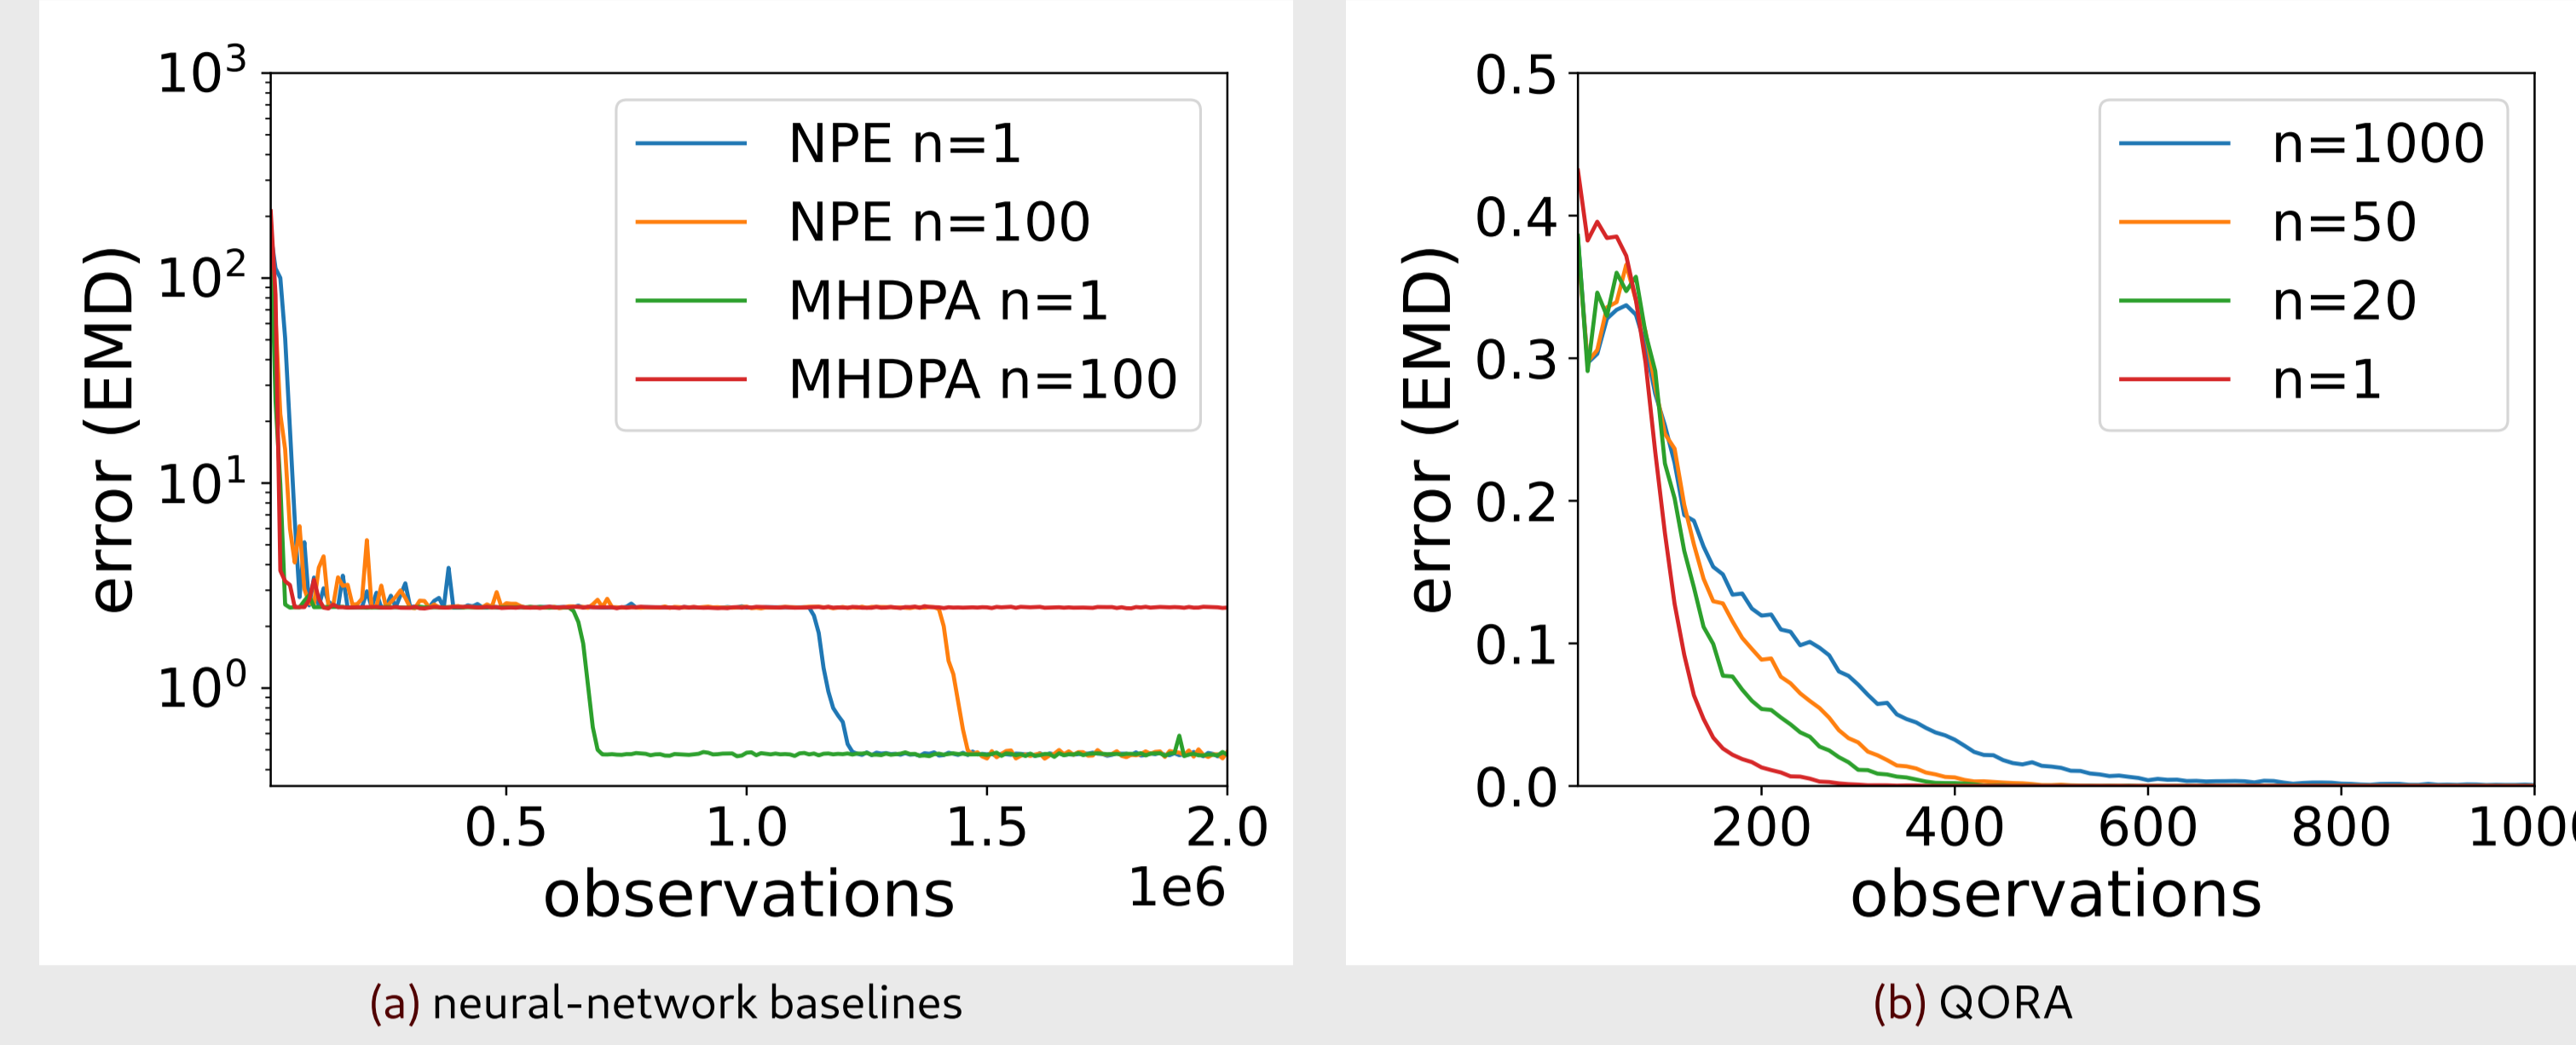 10³
10²
10¹
10⁰
error (EMD)
NPE n=1
NPE n=100
MHDPA n=1
MHDPA n=100
0.5 1.0 1.5 2.0
1e6
observations
(a) neural-network baselines
0.5
0.4
0.3
0.2
0.1
0.0
error (EMD)
n=1000
n=50
n=20
n=1
200 400 600 800 100
observations
(b) QORA